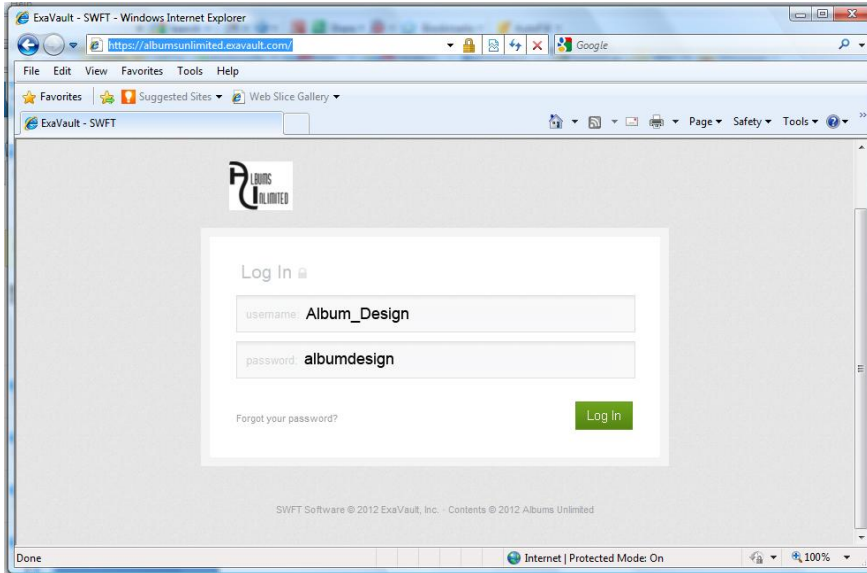 ExaVault - SWFT - Windows Internet Explorer
https://albumsunlimited.exavault.com/
Google
File Edit View Favorites Tools Help
Favorites Suggested Sites Web Slice Gallery
ExaVault - SWFT Page Safety Tools
ALBUMS
UNLIMITED
Log In
username: Album_Design
password: albumdesign
Forgot your password? Log In
SWFT Software © 2012 ExaVault, Inc. - Contents © 2012 Albums Unlimited
Done Internet | Protected Mode: On 100%